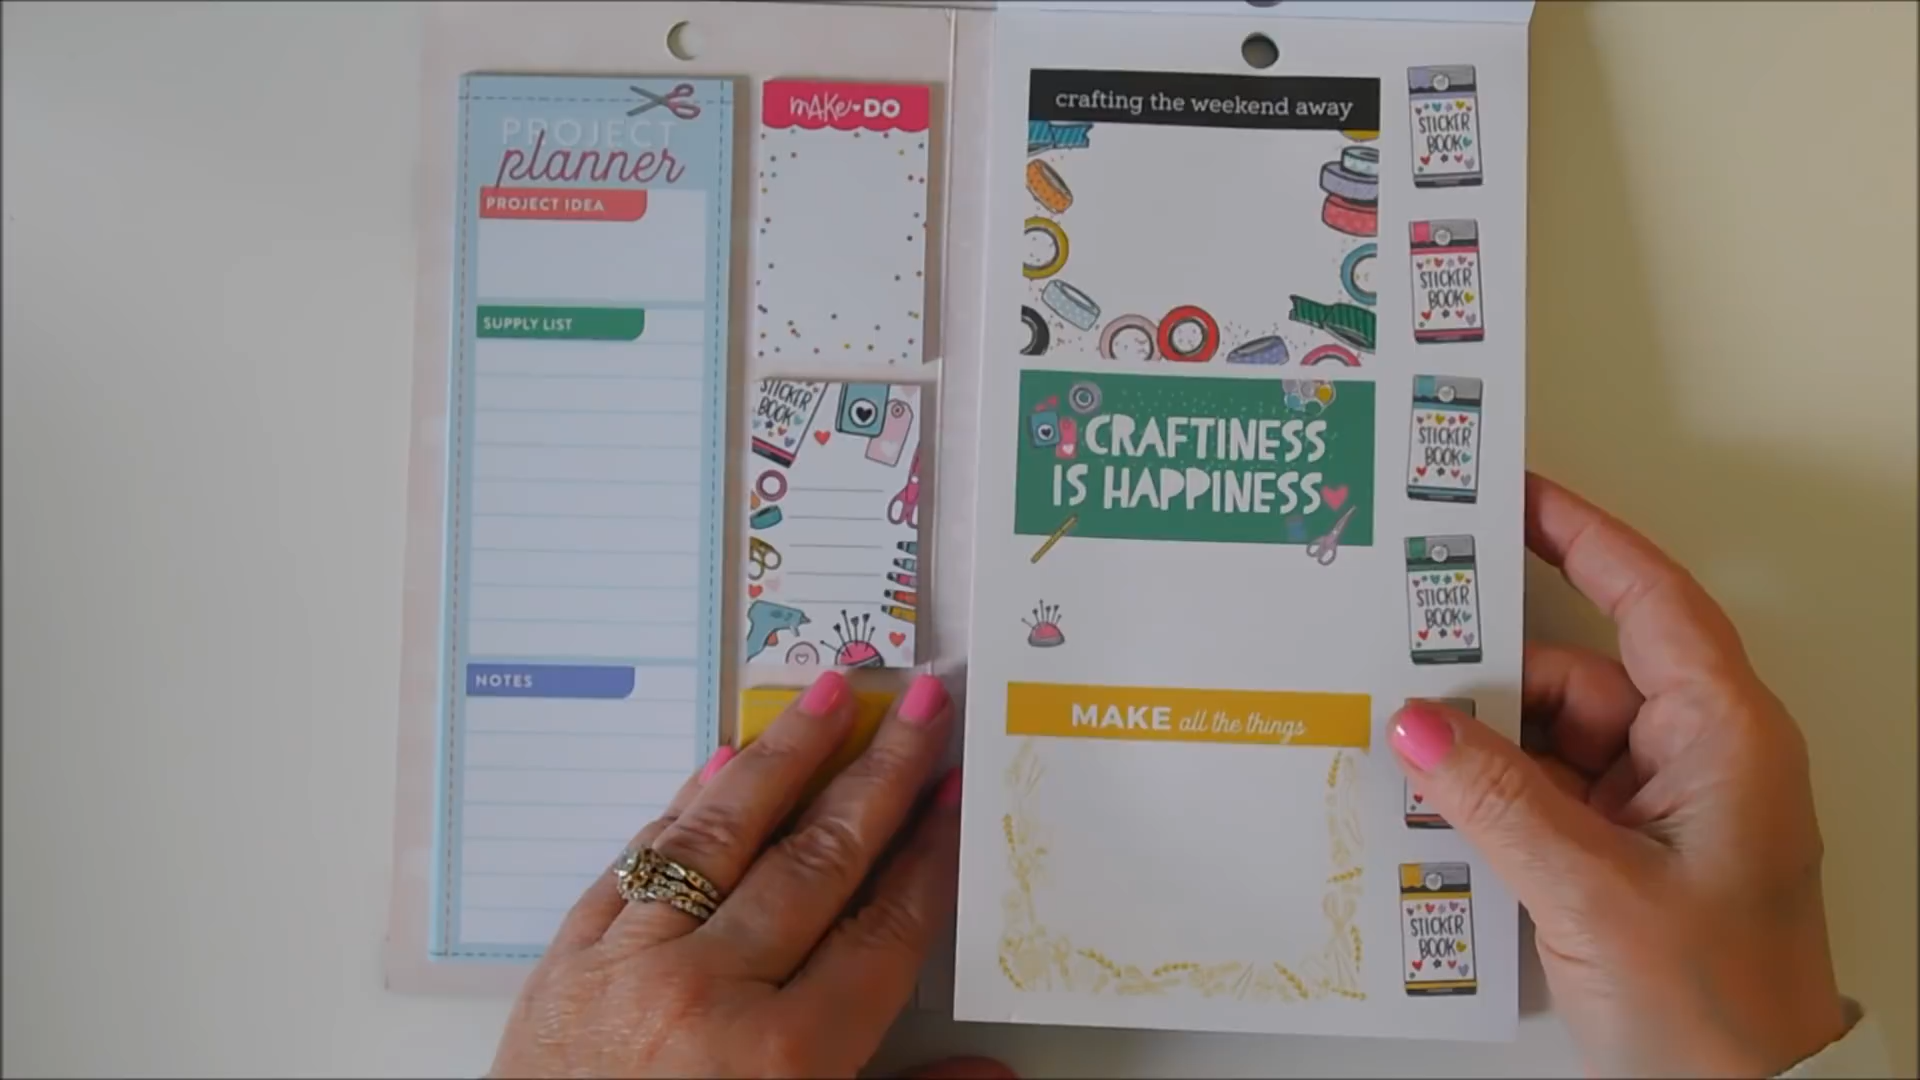 PROJECT
planner
PROJECT IDEA
SUPPLY LIST
NOTES
MAKE DO
STICKER
BOOK
crafting the weekend away
CRAFTINESS
IS HAPPINESS
MAKE all the things
STICKER
BOOK
STICKER
BOOK
STICKER
BOOK
STICKER
BOOK
STICKER
BOOK